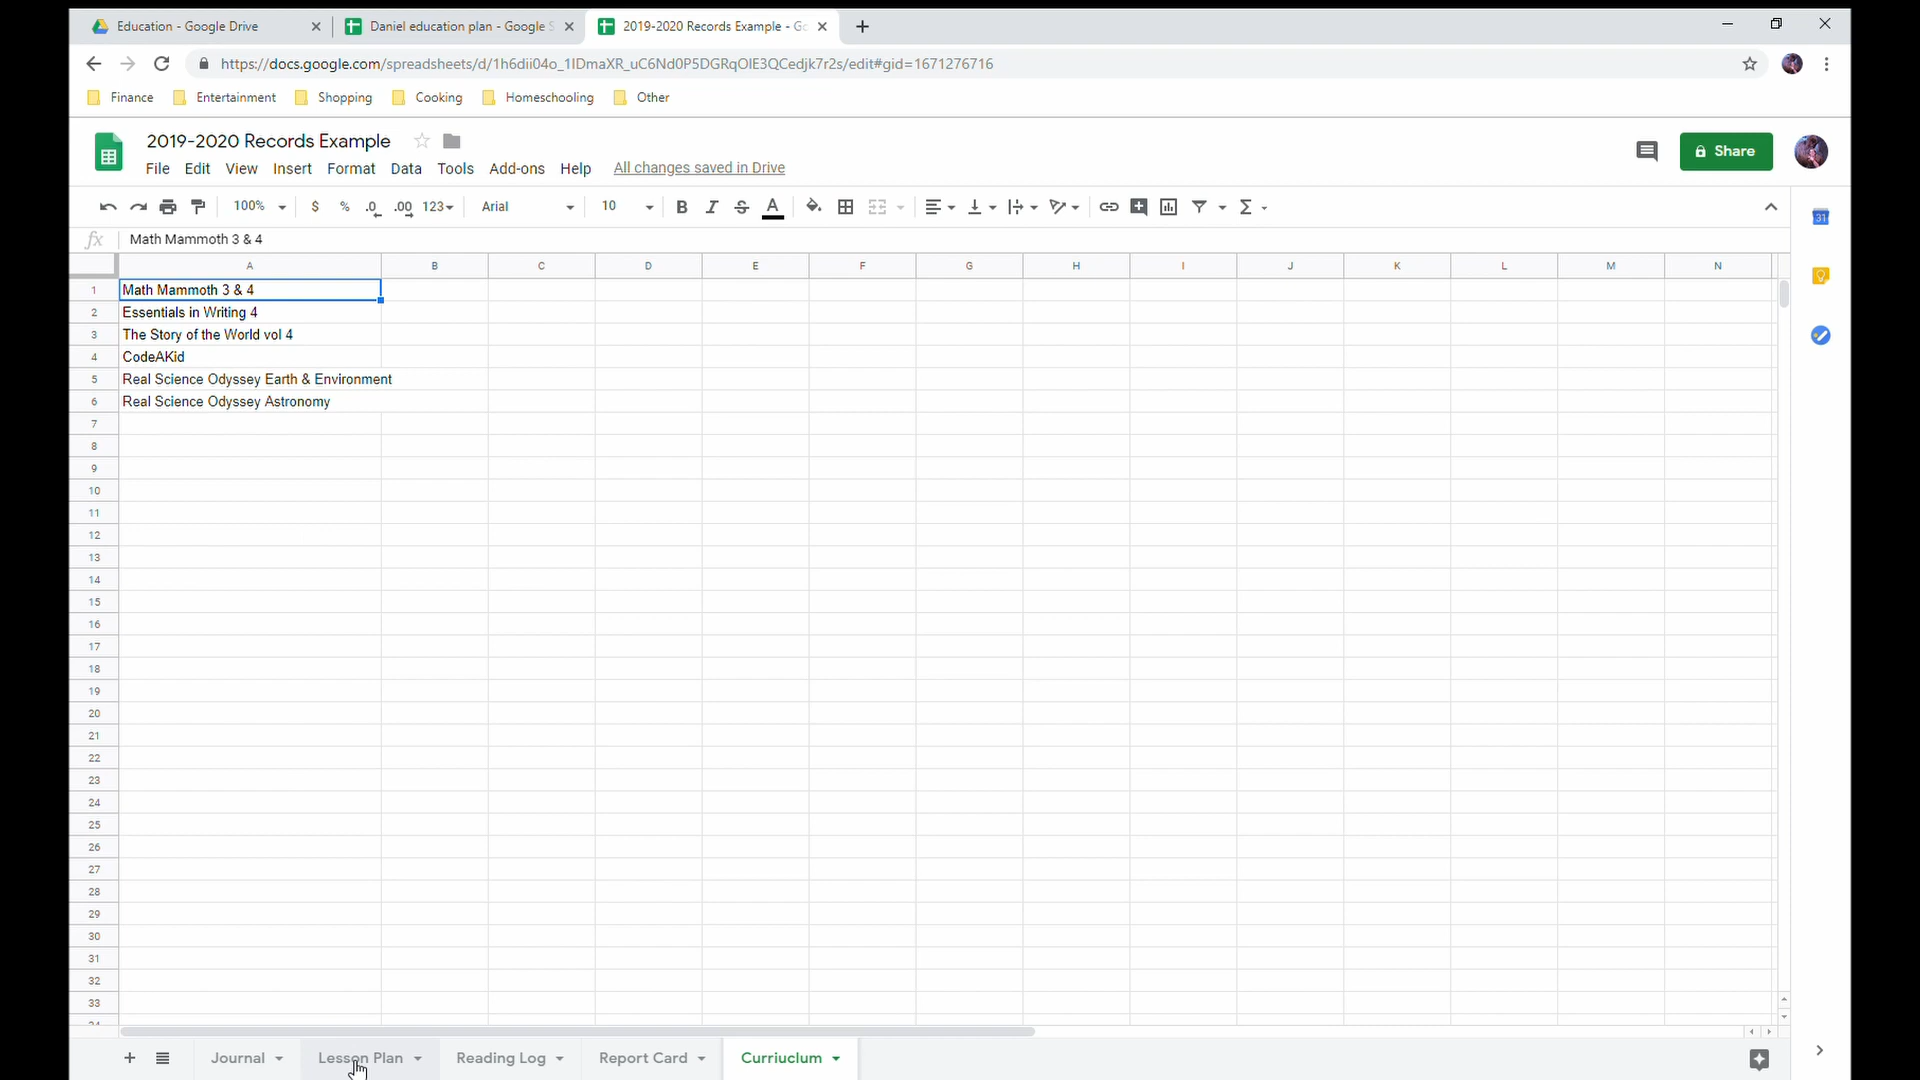 Education - Google Drive
Daniel education plan - Google S
2019-2020 Records Example - Go
https://docs.google.com/spreadsheets/d/1h6dii04o_1IDmaXR_uC6Nd0P5DGRqOlE3QCedjk7r2s/edit#gid=1671276716
Finance Entertainment Shopping Cooking Homeschooling Other
2019-2020 Records Example
File Edit View Insert Format Data Tools Add-ons Help All changes saved in Drive
Share
100% $ % .0 .00 123 Arial 10 B I S A
31
fx Math Mammoth 3 & 4
A B C D E F G H I J K L M N
1 Math Mammoth 3 & 4
2 Essentials in Writing 4
3 The Story of the World vol 4
4 CodeAKid
5 Real Science Odyssey Earth & Environment
6 Real Science Odyssey Astronomy
7
8
9
10
11
12
13
14
15
16
17
18
19
20
21
22
23
24
25
26
27
28
29
30
31
32
33
34
Journal Lesson Plan Reading Log Report Card Curriuclum